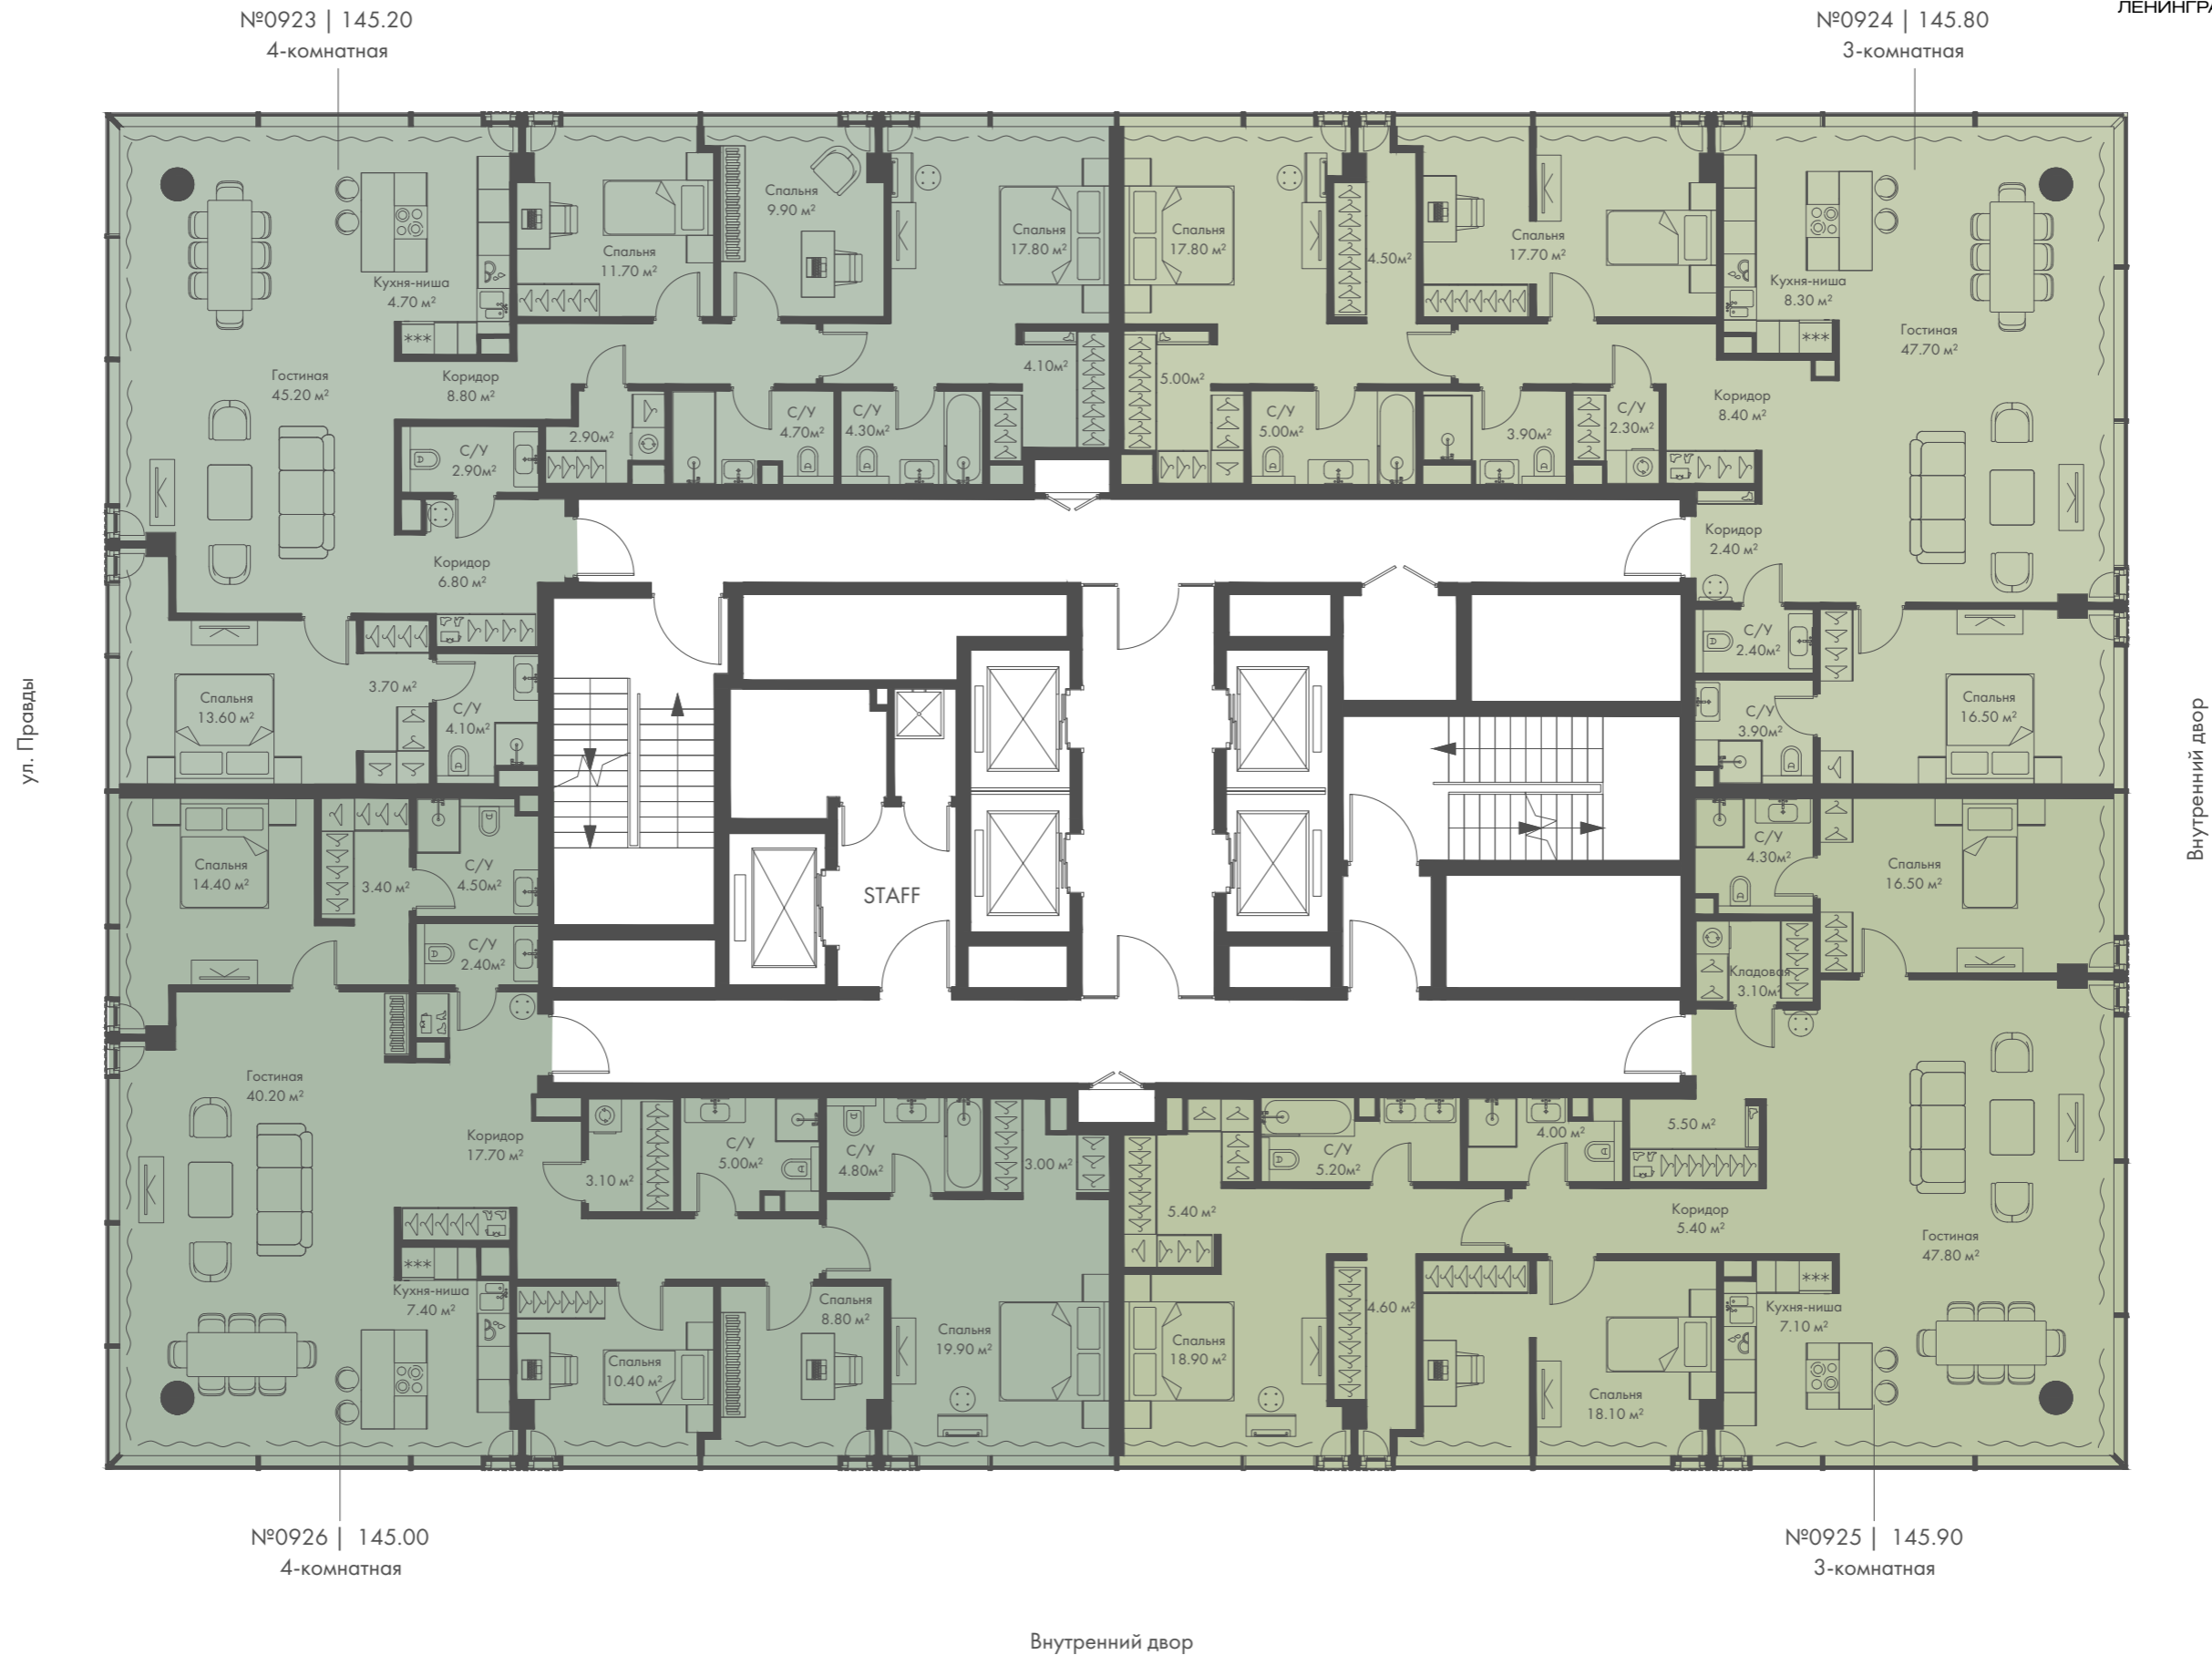 №0923 | 145.20
4-комнатная
№0924 | 145.80
3-комнатная
Спальня
9.90 м²
Спальня
11.70 м²
Спальня
17.80 м²
Кухня-ниша
4.70 м²
Гостиная
45.20 м²
Коридор
8.80 м²
4.10м²
2.90м²
С/У
4.70м²
С/У
4.30м²
С/У
2.90м²
Коридор
6.80 м²
3.70 м²
Спальня
13.60 м²
С/У
4.10м²
Спальня
17.80 м²
4.50м²
Спальня
17.70 м²
Кухня-ниша
8.30 м²
Гостиная
47.70 м²
5.00м²
С/У
5.00м²
3.90м²
С/У
2.30м²
Коридор
8.40 м²
Коридор
2.40 м²
С/У
2.40м²
С/У
3.90м²
Спальня
16.50 м²
ул. Правды
Внутренний двор
STAFF
Спальня
14.40 м²
3.40 м²
С/У
4.50м²
С/У
2.40м²
Гостиная
40.20 м²
Коридор
17.70 м²
3.10 м²
С/У
5.00м²
С/У
4.80м²
3.00 м²
Кухня-ниша
7.40 м²
Спальня
10.40 м²
Спальня
8.80 м²
Спальня
19.90 м²
С/У
4.30м²
Спальня
16.50 м²
Кладовая
3.10м²
5.50 м²
4.00 м²
С/У
5.20м²
5.40 м²
Коридор
5.40 м²
Гостиная
47.80 м²
4.60 м²
Спальня
18.90 м²
Спальня
18.10 м²
Кухня-ниша
7.10 м²
№0926 | 145.00
4-комнатная
№0925 | 145.90
3-комнатная
Внутренний двор